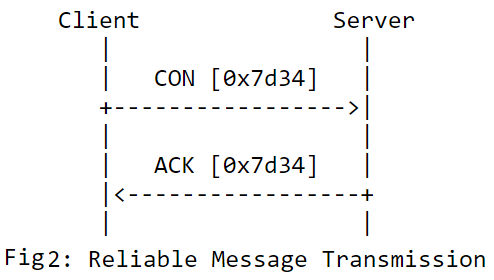 Client Server
CON [0x7d34]
ACK [0x7d34]
Fig2: Reliable Message Transmission